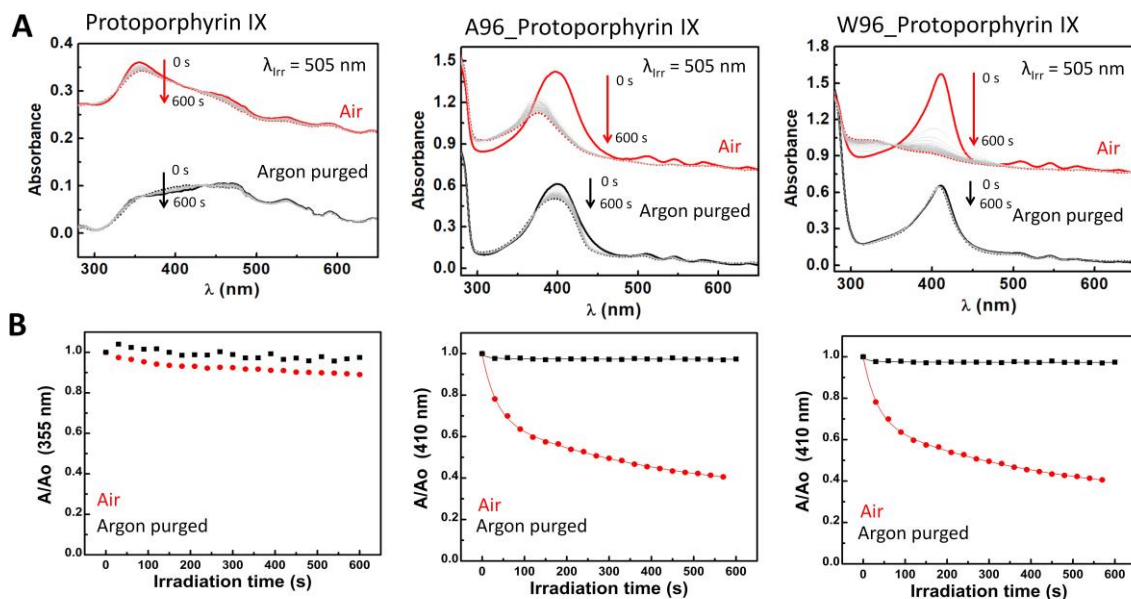 A
Protoporphyrin IX
0.4
0.3
0.2
0.1
0.0
Absorbance
0 s
600 s
λIrr = 505 nm
Air
0 s
600 s
Argon purged
300
400
500
600
λ (nm)
A96_Protoporphyrin IX
1.8
1.5
1.2
0.9
0.6
0.3
0.0
Absorbance
λIrr = 505 nm
0 s
600 s
Air
0 s
600 s
Argon purged
300
400
500
600
λ (nm)
W96_Protoporphyrin IX
1.8
1.5
1.2
0.9
0.6
0.3
0.0
Absorbance
λIrr = 505 nm
0 s
600 s
Air
0 s
600 s
Argon purged
300
400
500
600
λ (nm)
B
1.0
0.8
0.6
0.4
0.2
0.0
A/Ao (355 nm)
Air
Argon purged
0 100 200 300 400 500 600
Irradiation time (s)
1.0
0.8
0.6
0.4
0.2
0.0
A/Ao (410 nm)
Air
Argon purged
0 100 200 300 400 500 600
Irradiation time (s)
1.0
0.8
0.6
0.4
0.2
0.0
A/Ao (410 nm)
Air
Argon purged
0 100 200 300 400 500 600
Irradiation time (s)